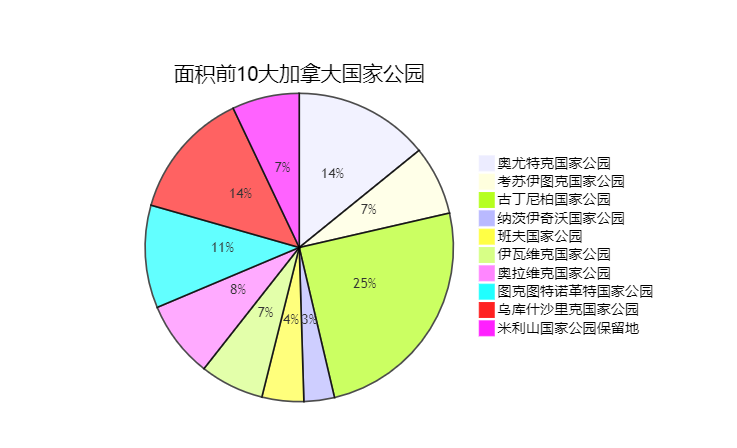 面积前10大加拿大国家公园
14%
7%
25%
3%
4%
7%
8%
11%
14%
7%
奥尤特克国家公园
考苏伊图克国家公园
古丁尼柏国家公园
纳茨伊奇沃国家公园
班夫国家公园
伊瓦维克国家公园
奥拉维克国家公园
图克图特诺革特国家公园
乌库什沙里克国家公园
米利山国家公园保留地